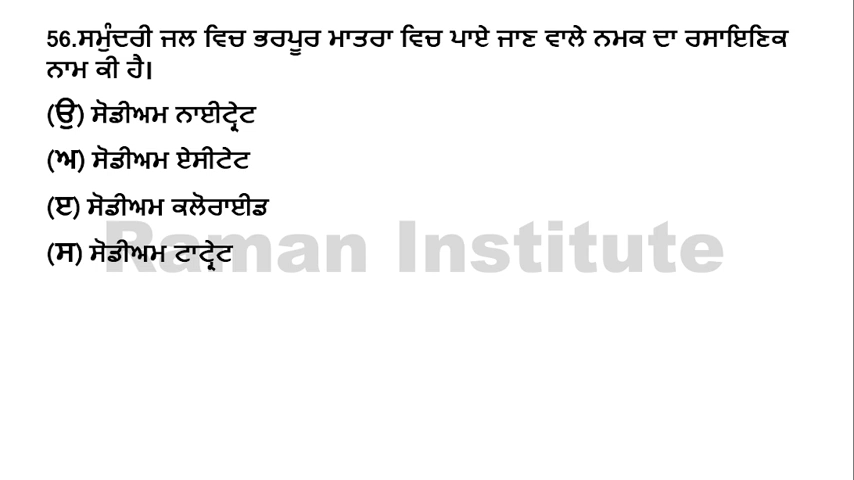 56.ਸਮੁੰਦਰੀ ਜਲ ਵਿਚ ਭਰਪੂਰ ਮਾਤਰਾ ਵਿਚ ਪਾਏ ਜਾਣ ਵਾਲੇ ਨਮਕ ਦਾ ਰਸਾਇਣਿਕ
ਨਾਮ ਕੀ ਹੈ।
(ਉ) ਸੋਡੀਅਮ ਨਾਈਟ੍ਰੇਟ
(ਅ) ਸੋਡੀਅਮ ਏਸੀਟੇਟ
(ੲ) ਸੋਡੀਅਮ ਕਲੋਰਾਈਡ
(ਸ) ਸੋਡੀਅਮ ਟਾਟ੍ਰੇਟ
Raman Institute